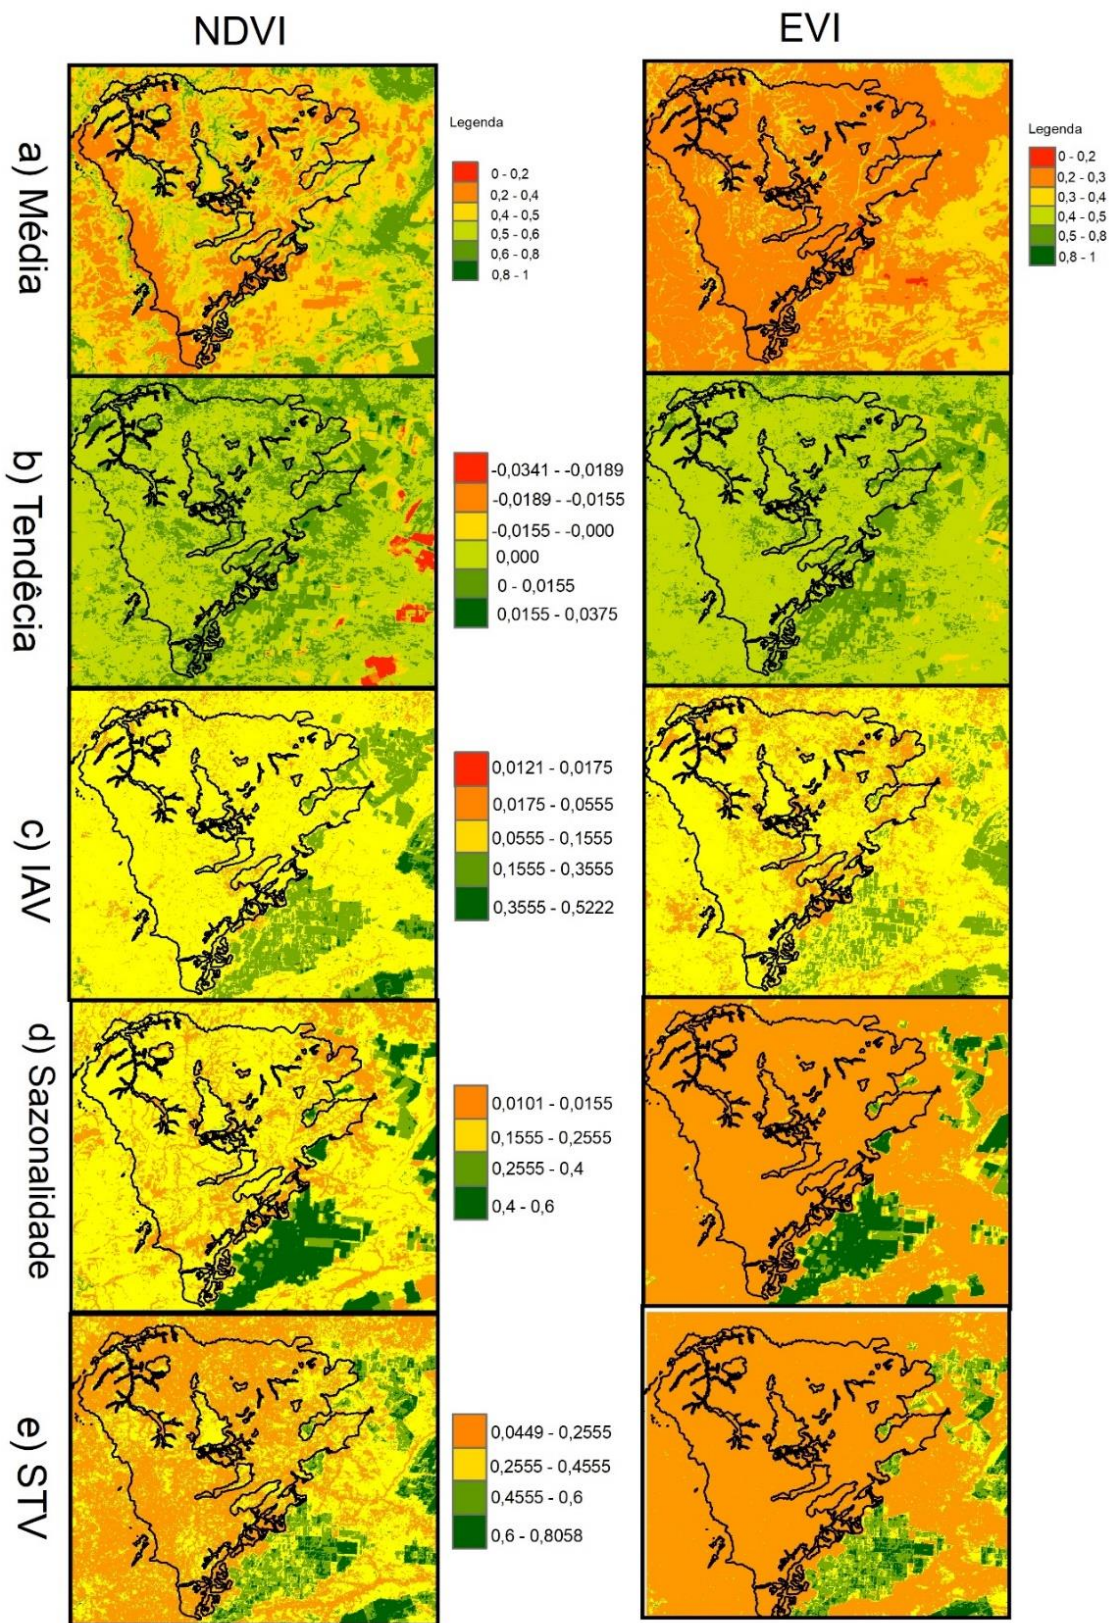 NDVI
EVI
a) Média
Legenda
0 - 0,2
0,2 - 0,4
0,4 - 0,5
0,5 - 0,6
0,6 - 0,8
0,8 - 1
Legenda
0 - 0,2
0,2 - 0,3
0,3 - 0,4
0,4 - 0,5
0,5 - 0,8
0,8 - 1
b) Tendêcia
-0,0341 - -0,0189
-0,0189 - -0,0155
-0,0155 - -0,000
0,000
0 - 0,0155
0,0155 - 0,0375
c) IAV
0,0121 - 0,0175
0,0175 - 0,0555
0,0555 - 0,1555
0,1555 - 0,3555
0,3555 - 0,5222
d) Sazonalidade
0,0101 - 0,0155
0,1555 - 0,2555
0,2555 - 0,4
0,4 - 0,6
e) STV
0,0449 - 0,2555
0,2555 - 0,4555
0,4555 - 0,6
0,6 - 0,8058